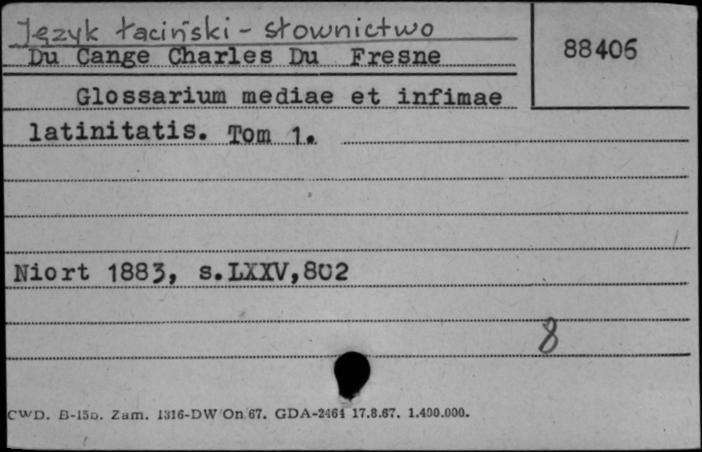 Język łaciński - słownictwo
Du Cange Charles Du Fresne
88406
Glossarium mediae et infimae
latinitatis. Tom 1.
Niort 1883, s.LXXV,802
8
CWD. B-15b. Zam. 1316-DW/On/67. GDA-2464 17.8.67. 1.400.000.